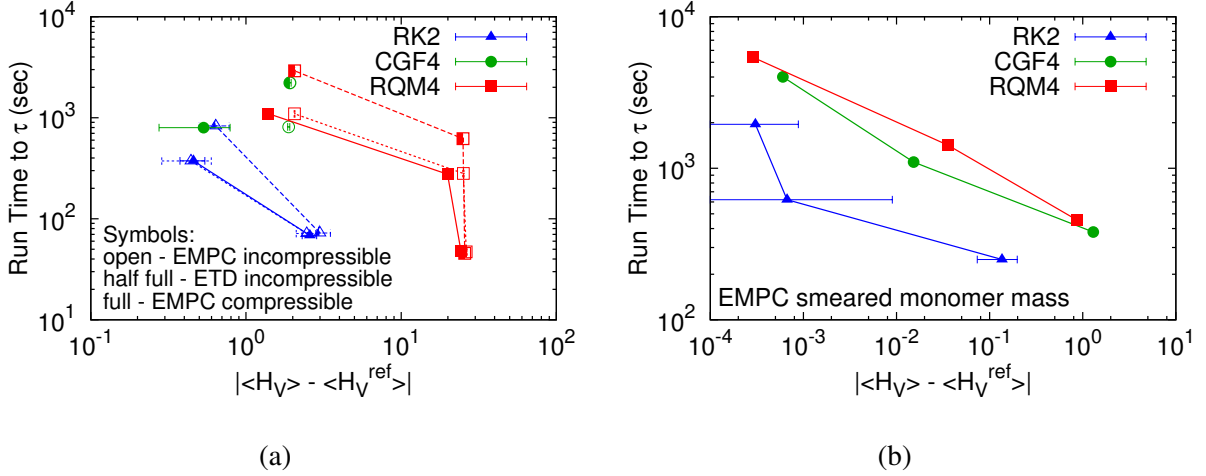 Run Time to τ (sec)
10^4
10^3
10^2
10^1
RK2
CGF4
RQM4
Symbols:
open - EMPC incompressible
half full - ETD incompressible
full - EMPC compressible
10^-1
10^0
10^1
10^2
|<H_V> - <H_V^ref>|
(a)
Run Time to τ (sec)
10^4
10^3
10^2
RK2
CGF4
RQM4
EMPC smeared monomer mass
10^-4
10^-3
10^-2
10^-1
10^0
10^1
|<H_V> - <H_V^ref>|
(b)